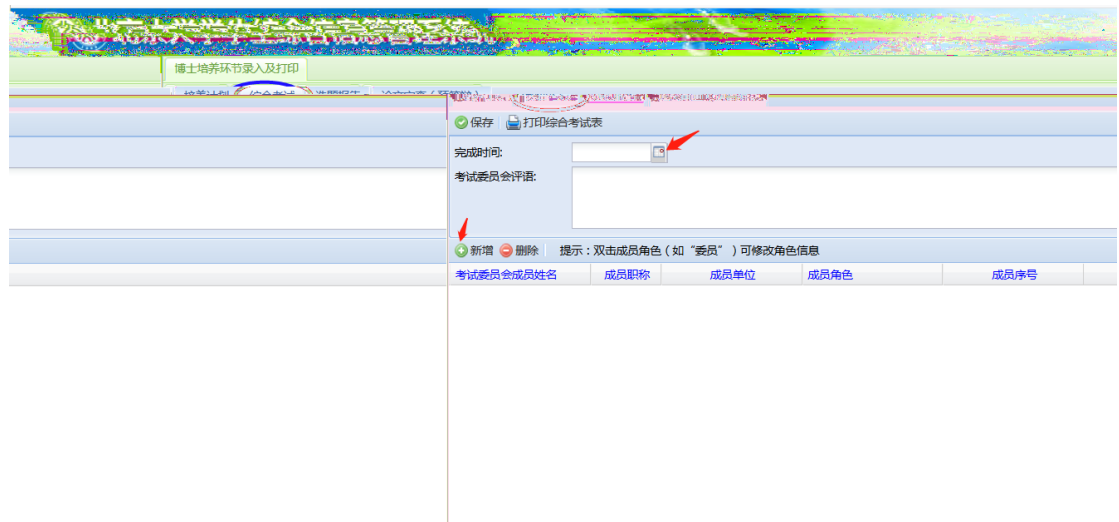 博士培养环节录入及打印
综合考试
保存 打印综合考试表
完成时间:
考试委员会评语:
新增 删除 提示：双击成员角色（如“委员”）可修改角色信息
考试委员会成员姓名 成员职称 成员单位 成员角色 成员序号